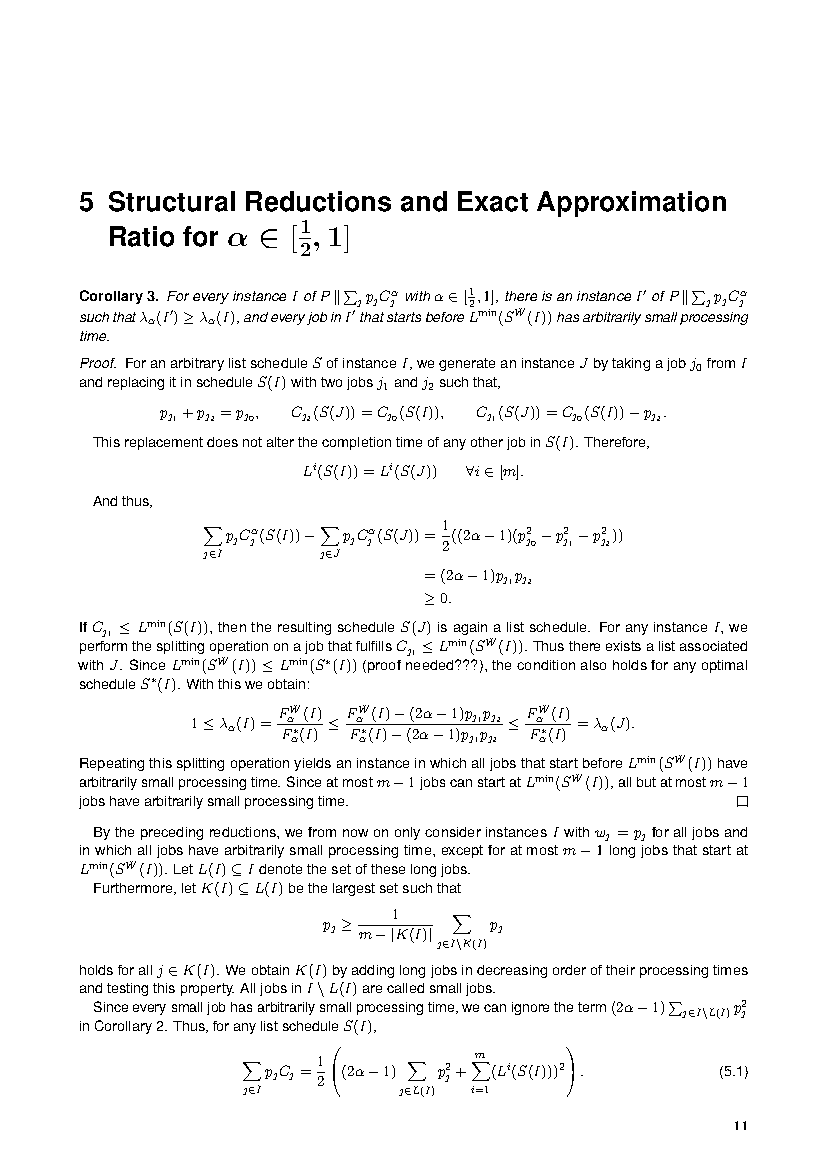 5 Structural Reductions and Exact Approximation
Ratio for α ∈ [1/2, 1]
Corollary 3. For every instance I of P∥∑_j p_j C_j^α with α ∈ [1/2, 1], there is an instance I′ of P∥∑_j p_j C_j^α
such that λ_α(I′) ≥ λ_α(I), and every job in I′ that starts before L^min(S^W(I)) has arbitrarily small processing
time.
Proof. For an arbitrary list schedule S of instance I, we generate an instance J by taking a job j_0 from I
and replacing it in schedule S(I) with two jobs j_1 and j_2 such that,
p_{j_1} + p_{j_2} = p_{j_0}, C_{j_2}(S(J)) = C_{j_0}(S(I)), C_{j_1}(S(J)) = C_{j_0}(S(I)) − p_{j_2}.
This replacement does not alter the completion time of any other job in S(I). Therefore,
L^i(S(I)) = L^i(S(J)) ∀i ∈ [m].
And thus,
∑_{j∈I} p_j C_j^α(S(I)) − ∑_{j∈J} p_j C_j^α(S(J)) = 1/2((2α − 1)(p_{j_0}^2 − p_{j_1}^2 − p_{j_2}^2))
= (2α − 1)p_{j_1}p_{j_2}
≥ 0.
If C_{j_1} ≤ L^min(S(I)), then the resulting schedule S(J) is again a list schedule. For any instance I, we
perform the splitting operation on a job that fulfills C_{j_1} ≤ L^min(S^W(I)). Thus there exists a list associated
with J. Since L^min(S^W(I)) ≤ L^min(S*(I)) (proof needed???), the condition also holds for any optimal
schedule S*(I). With this we obtain:
1 ≤ λ_α(I) = F_α^W(I)/F_α^*(I) ≤ (F_α^W(I) − (2α − 1)p_{j_1}p_{j_2})/(F_α^*(I) − (2α − 1)p_{j_1}p_{j_2}) ≤ F_α^W(I)/F_α^*(I) = λ_α(J).
Repeating this splitting operation yields an instance in which all jobs that start before L^min(S^W(I)) have
arbitrarily small processing time. Since at most m − 1 jobs can start at L^min(S^W(I)), all but at most m − 1
jobs have arbitrarily small processing time. □
By the preceding reductions, we from now on only consider instances I with w_j = p_j for all jobs and
in which all jobs have arbitrarily small processing time, except for at most m − 1 long jobs that start at
L^min(S^W(I)). Let L(I) ⊆ I denote the set of these long jobs.
Furthermore, let K(I) ⊆ L(I) be the largest set such that
p_j ≥ 1/(m − |K(I)|) ∑_{j∈I\K(I)} p_j
holds for all j ∈ K(I). We obtain K(I) by adding long jobs in decreasing order of their processing times
and testing this property. All jobs in I \ L(I) are called small jobs.
Since every small job has arbitrarily small processing time, we can ignore the term (2α − 1) ∑_{j∈I\L(I)} p_j^2
in Corollary 2. Thus, for any list schedule S(I),
∑_{j∈I} p_j C_j = 1/2 ((2α − 1) ∑_{j∈L(I)} p_j^2 + ∑_{i=1}^m (L^i(S(I)))^2). (5.1)
11